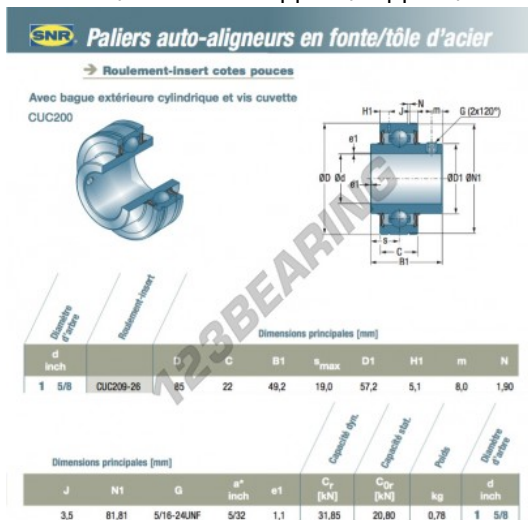 SNR Paliers auto-aligneurs en fonte/tôle d'acier
Roulement-insert cotes pouces
Avec bague extérieure cylindrique et vis cuvette
CUC200
H1 J N m G (2x120°)
e1
ØD Ød e1 ØD1 ØN1
s
C
B1
123BEARING
Diamètre d'arbre Roulement-insert Dimensions principales [mm]
d inch D C B1 smax D1 H1 m N
1 5/8 CUC209-26 85 22 49,2 19,0 57,2 5,1 8,0 1,90
Dimensions principales [mm] Capacité dyn. Capacité stat. Poids Diamètre d'arbre
J N1 G a* inch e1 Cr [kN] C0r [kN] kg d inch
3,5 81,81 5/16-24UNF 5/32 1,1 31,85 20,80 0,78 1 5/8